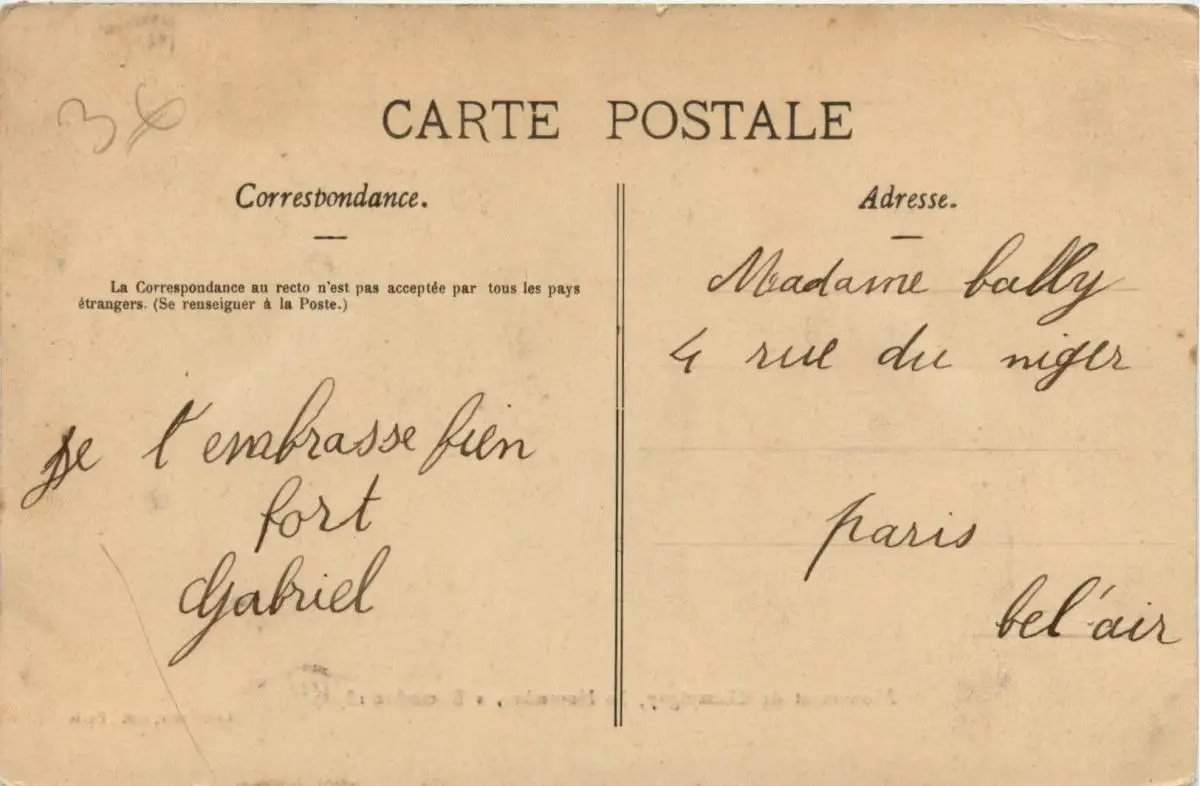 36
CARTE POSTALE
Correspondance.
La Correspondance au recto n'est pas acceptée par tous les pays
étrangers. (Se renseigner à la Poste.)
je t'embrasse bien
fort
Gabriel
Adresse.
Madame bally
4 rue du niger
paris
bel'air